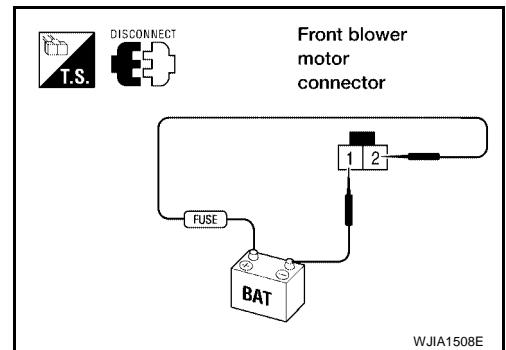 T.S.
DISCONNECT
Front blower
motor
connector
1 2
FUSE
+ -
BAT
WJIA1508E